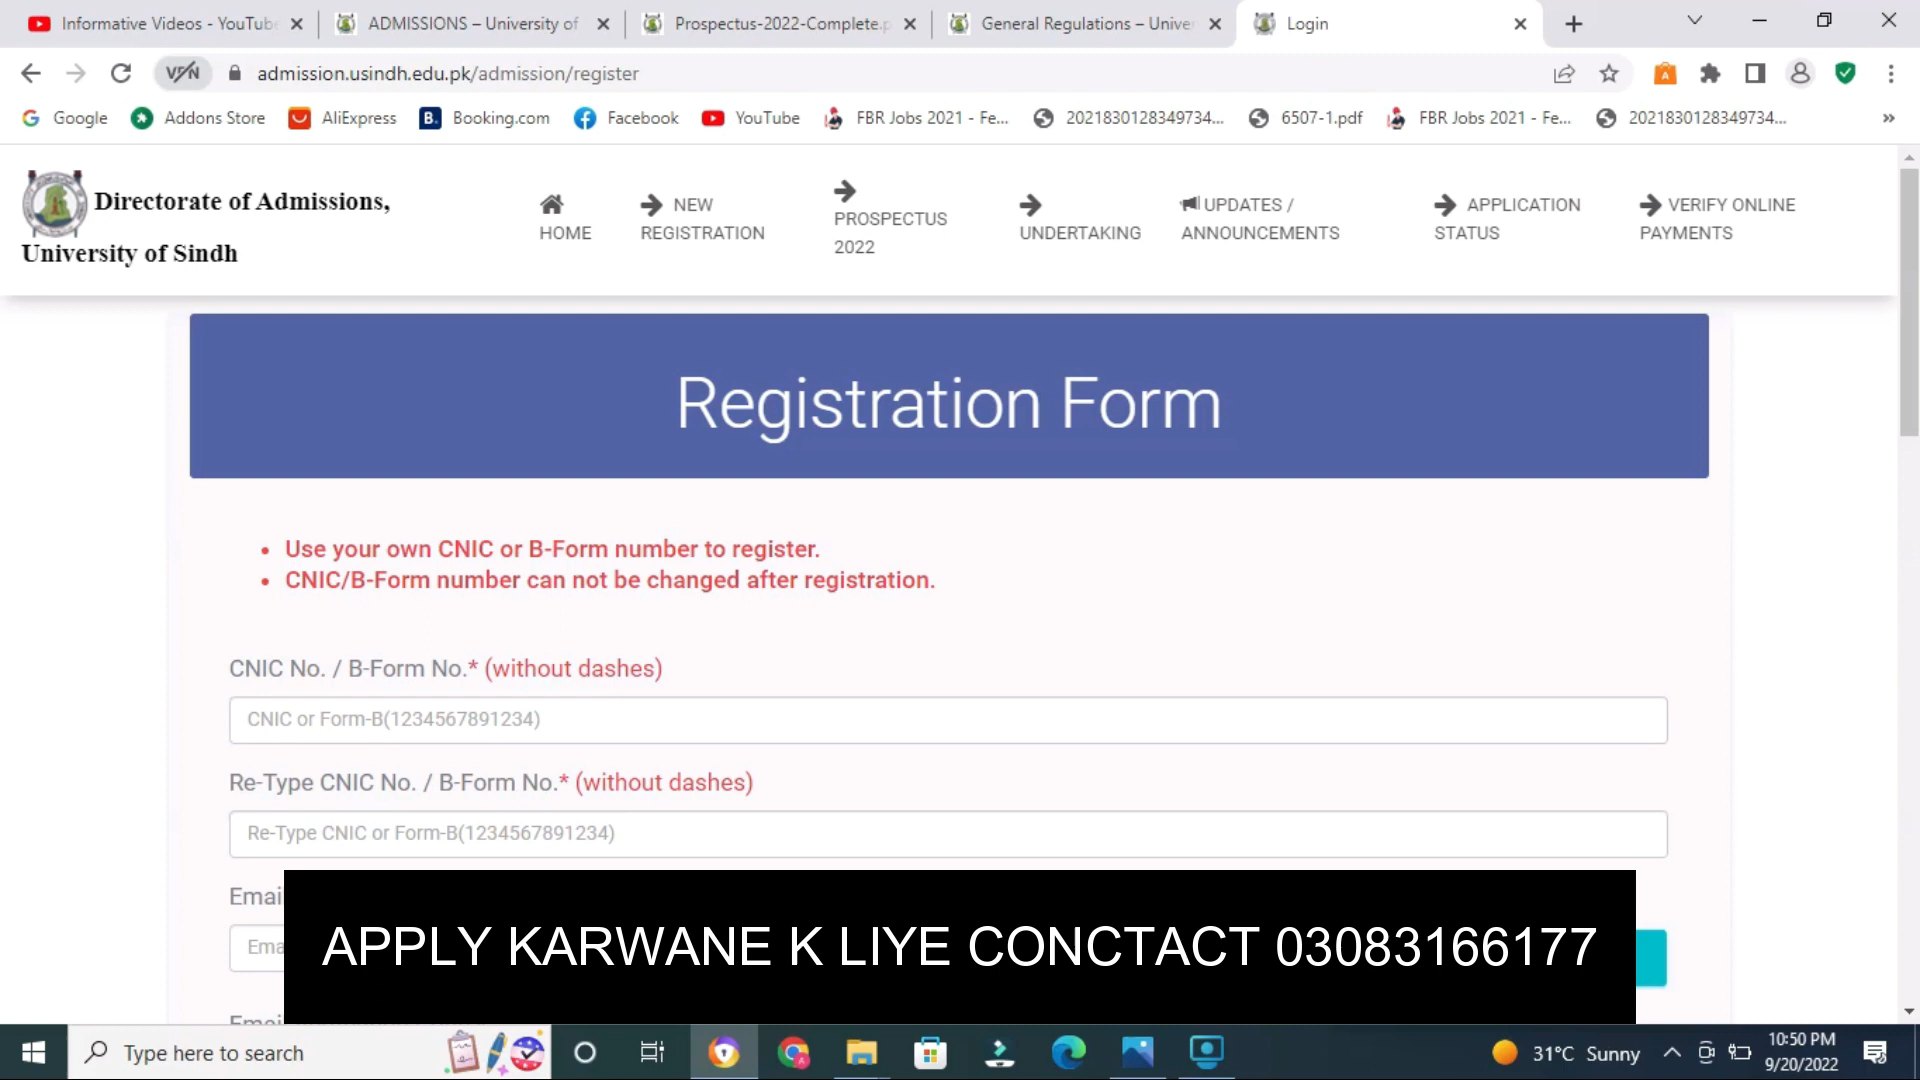 Informative Videos - YouTube
ADMISSIONS – University of
Prospectus-2022-Complete.p
General Regulations – Univer
Login
VPN
admission.usindh.edu.pk/admission/register
Google
Addons Store
AliExpress
Booking.com
Facebook
YouTube
FBR Jobs 2021 - Fe...
2021830128349734...
6507-1.pdf
FBR Jobs 2021 - Fe...
2021830128349734...
Directorate of Admissions,
University of Sindh
HOME
NEW
REGISTRATION
PROSPECTUS
2022
UNDERTAKING
UPDATES /
ANNOUNCEMENTS
APPLICATION
STATUS
VERIFY ONLINE
PAYMENTS
Registration Form
• Use your own CNIC or B-Form number to register.
• CNIC/B-Form number can not be changed after registration.
CNIC No. / B-Form No.* (without dashes)
CNIC or Form-B(1234567891234)
Re-Type CNIC No. / B-Form No.* (without dashes)
Re-Type CNIC or Form-B(1234567891234)
Emai
Ema
APPLY KARWANE K LIYE CONCTACT 03083166177
Type here to search
31°C Sunny
10:50 PM
9/20/2022